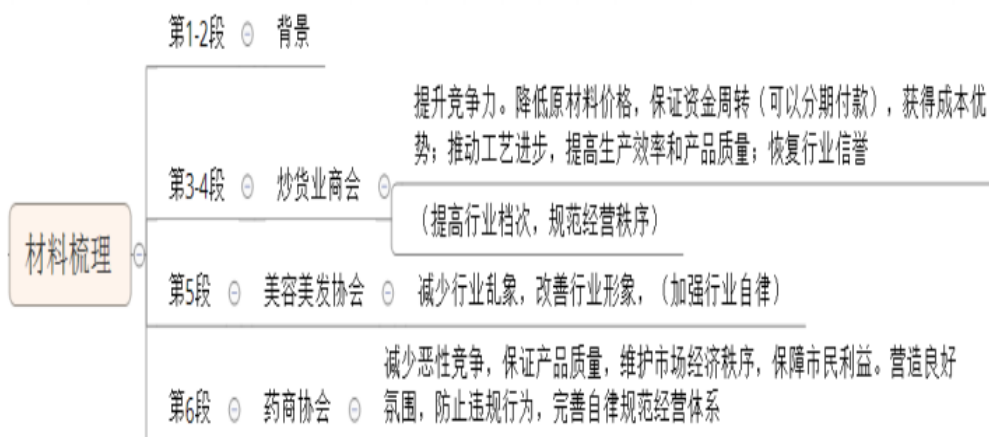 第1-2段
背景
提升竞争力。降低原材料价格，保证资金周转（可以分期付款），获得成本优
势；推动工艺进步，提高生产效率和产品质量；恢复行业信誉
第3-4段
炒货业商会
（提高行业档次，规范经营秩序）
材料梳理
第5段
美容美发协会
减少行业乱象，改善行业形象，（加强行业自律）
减少恶性竞争，保证产品质量，维护市场经济秩序，保障市民利益。营造良好
氛围，防止违规行为，完善自律规范经营体系
第6段
药商协会